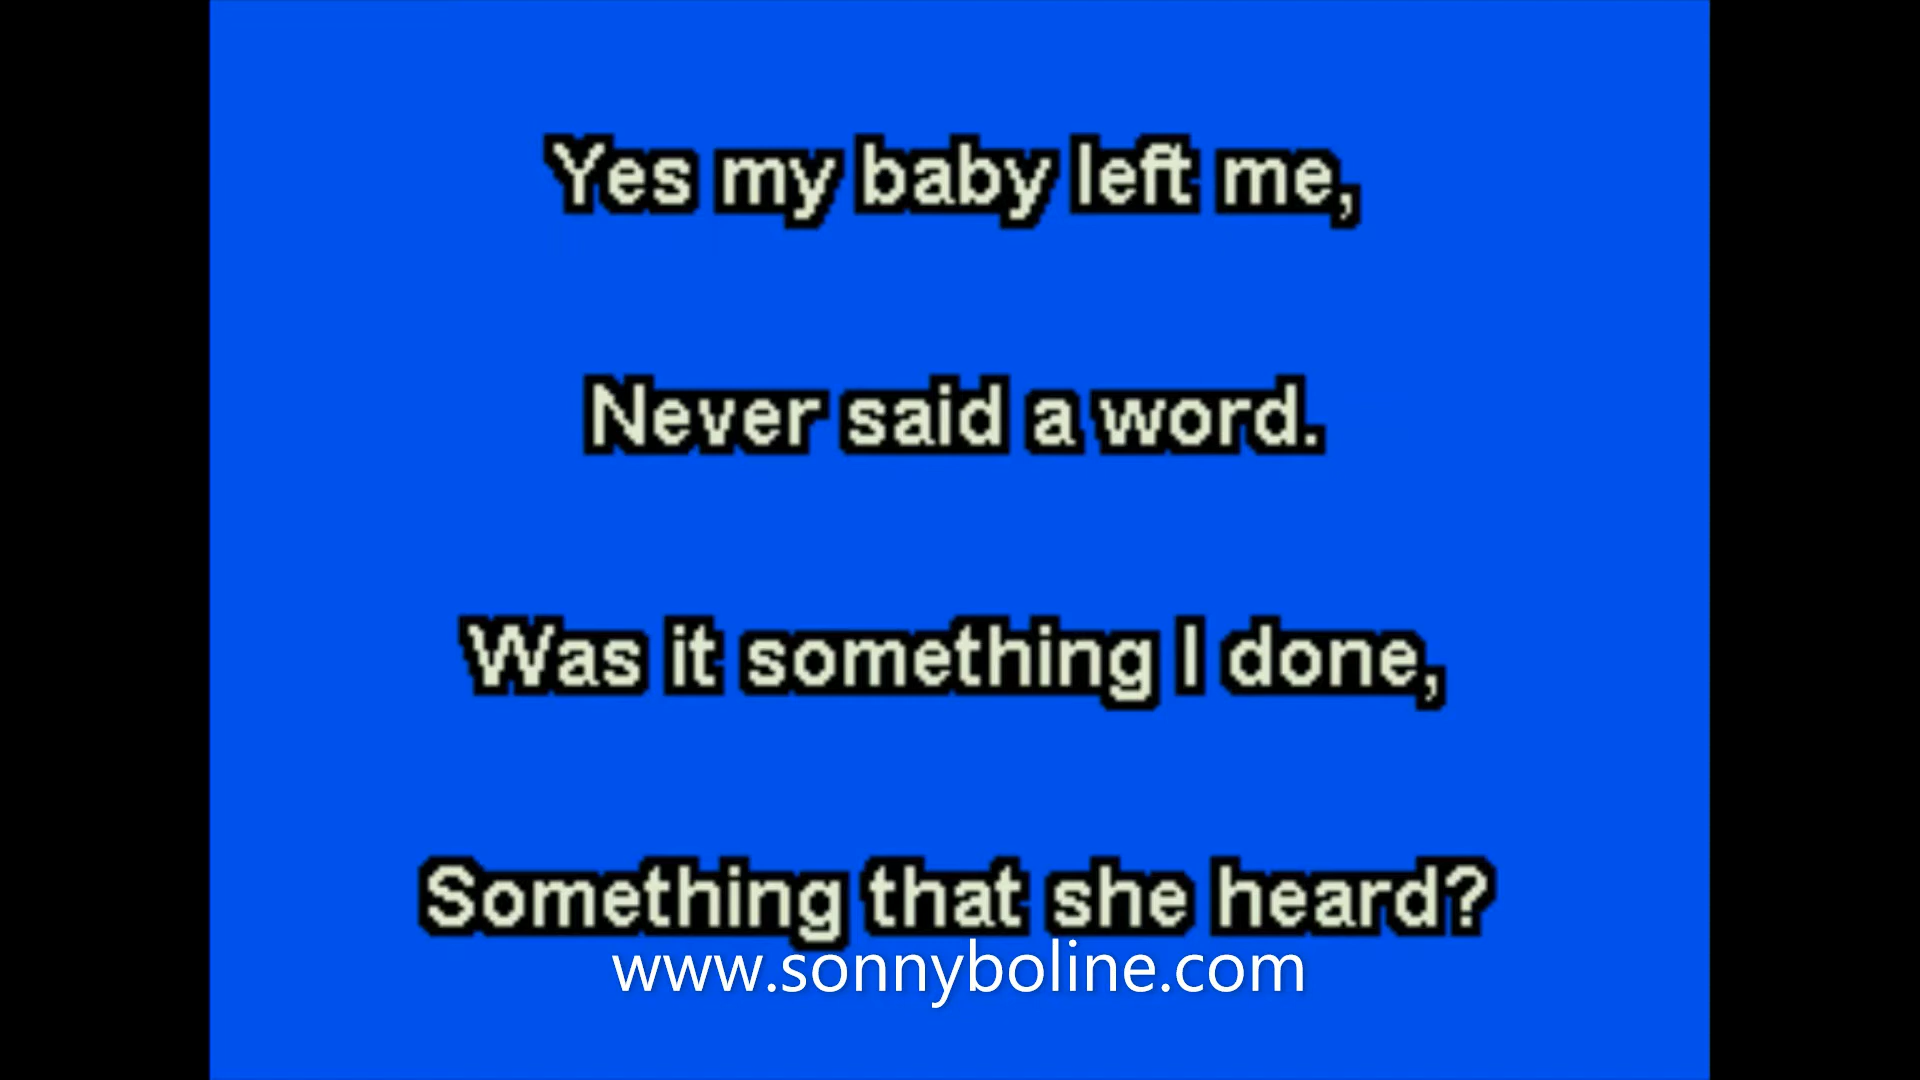 Yes my baby left me,
Never said a word.
Was it something I done,
Something that she heard?
www.sonnyboline.com